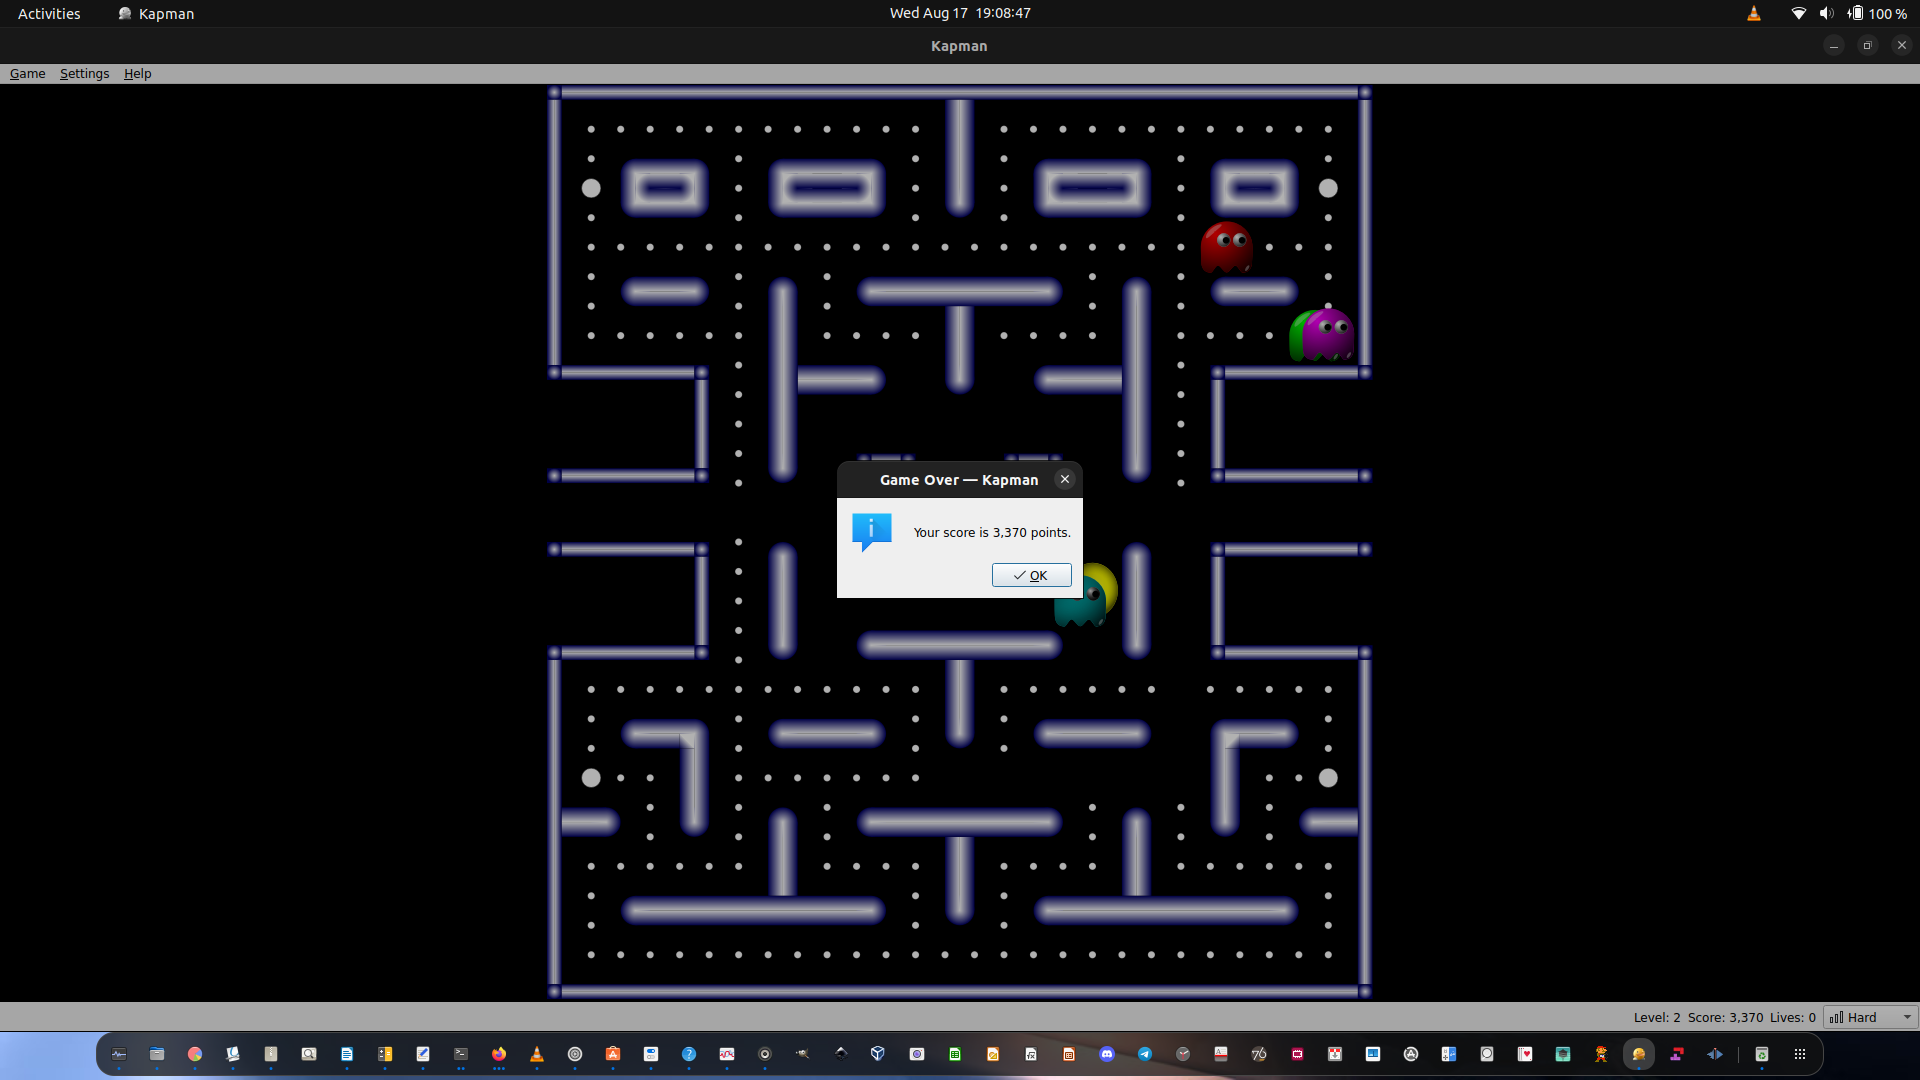 Activities Kapman Wed Aug 17 19:08:47 100 %
Kapman
Game Settings Help
Game Over — Kapman
Your score is 3,370 points.
OK
Level: 2 Score: 3,370 Lives: 0 Hard